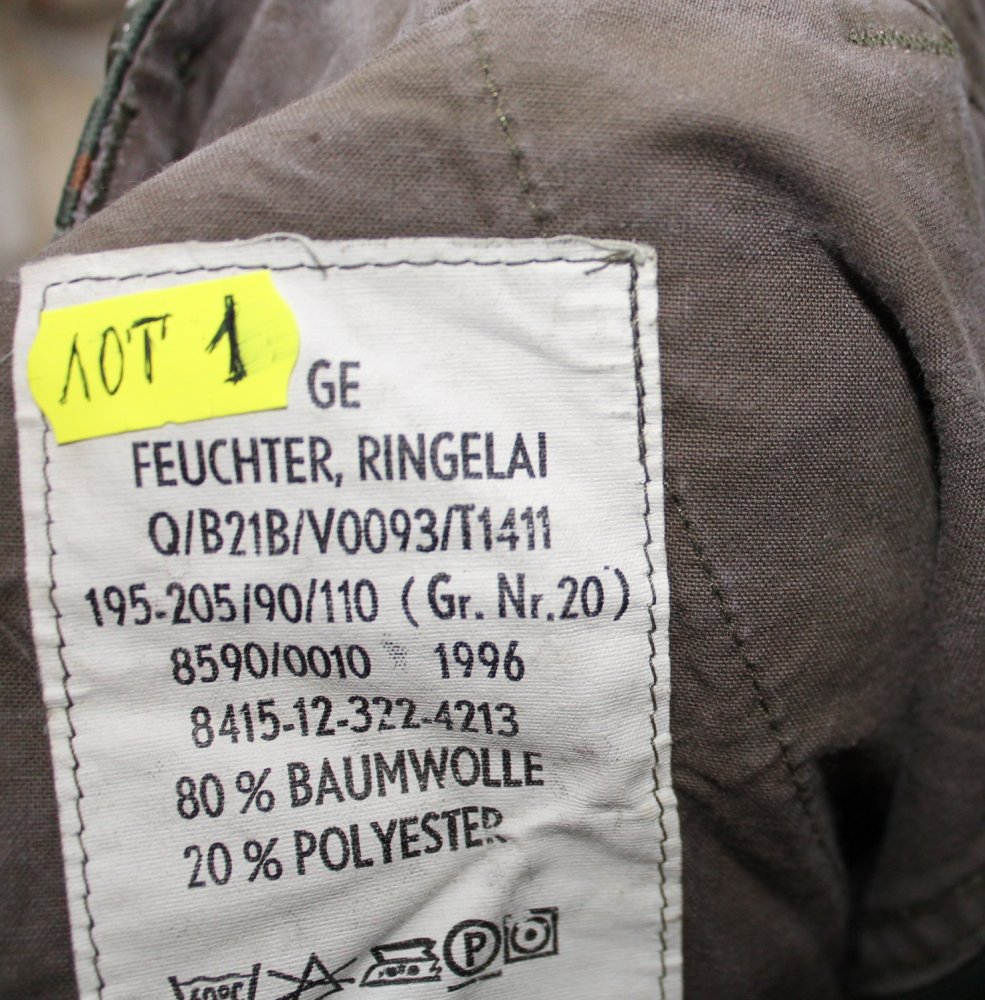 ЛОТ 1
GE
FEUCHTER, RINGELAI
Q/B21B/V0093/T1411
195-205/90/110 (Gr. Nr.20)
8590/0010 1996
8415-12-322-4213
80 % BAUMWOLLE
20 % POLYESTER
60°C
P